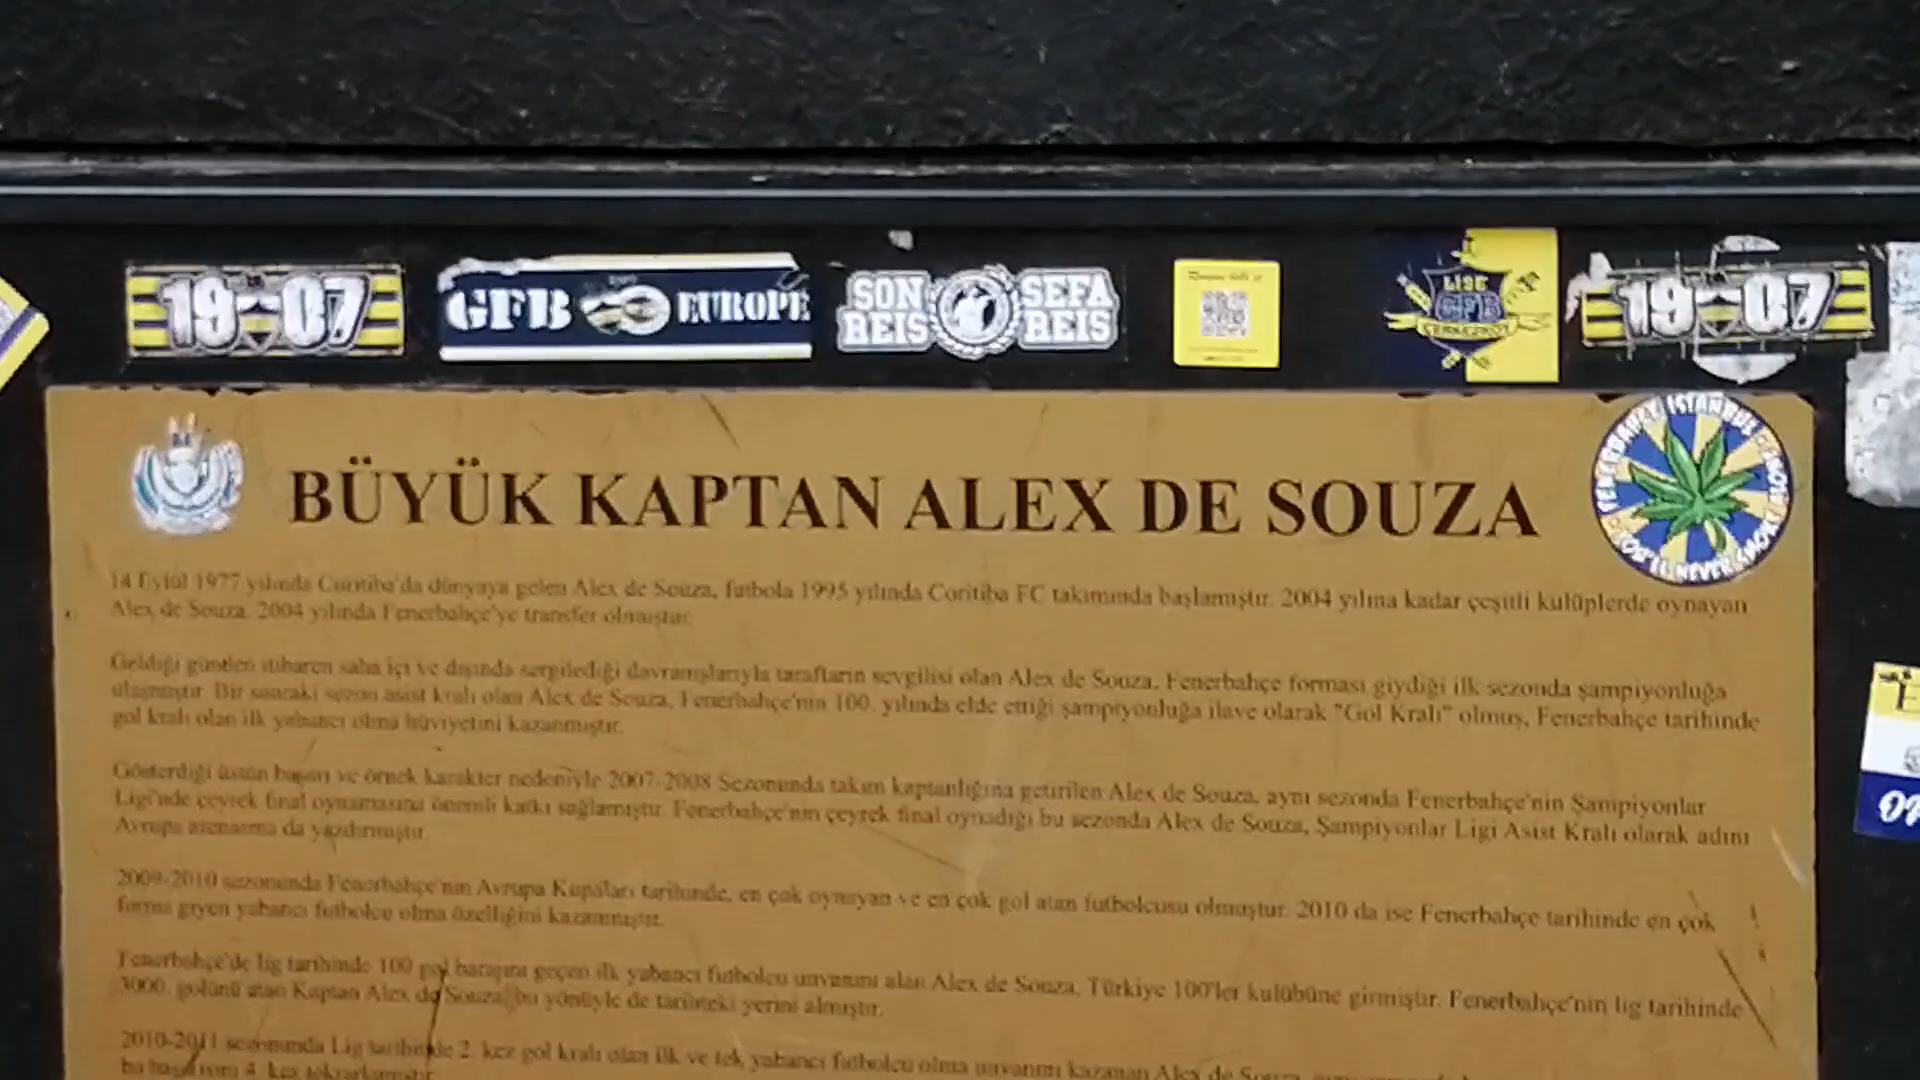 1907
GFB EUROPE
SON REIS SEFA REIS
LISE
GFB
1907
FENERBAHÇE ISTANBUL
NEVER SMOKE
BÜYÜK KAPTAN ALEX DE SOUZA
14 Eylül 1977 yılında Curitiba'da dünyaya gelen Alex de Souza, futbola 1995 yılında Coritiba FC takımında başlamıştır. 2004 yılına kadar çeşitli kulüplerde oynayan
Alex de Souza, 2004 yılında Fenerbahçe'ye transfer olmuştur.
Geldiği günden itibaren saha içi ve dışında sergilediği davranışlarıyla taraftarın sevgilisi olan Alex de Souza, Fenerbahçe forması giydiği ilk sezonda şampiyonluğa
ulaşmıştır. Bir sonraki sezon asist kralı olan Alex de Souza, Fenerbahçe'nin 100. yılında elde ettiği şampiyonluğa ilave olarak "Gol Kralı" olmuş, Fenerbahçe tarihinde
gol kralı olan ilk yabancı olma hüviyetini kazanmıştır.
Gösterdiği üstün başarı ve örnek karakter nedeniyle 2007-2008 Sezonunda takım kaptanlığına getirilen Alex de Souza, aynı sezonda Fenerbahçe'nin Şampiyonlar
Ligi'nde çeyrek final oynamasına önemli katkı sağlamıştır. Fenerbahçe'nin çeyrek final oynadığı bu sezonda Alex de Souza, Şampiyonlar Ligi Asist Kralı olarak adını
Avrupa arenasına da yazdırmıştır.
2009-2010 sezonunda Fenerbahçe'nin Avrupa Kupaları tarihinde, en çok oynayan ve en çok gol atan futbolcusu olmuştur. 2010 da ise Fenerbahçe tarihinde en çok
forma giyen yabancı futbolcu olma özelliğini kazanmıştır.
Fenerbahçe'de lig tarihinde 100 gol barajını geçen ilk yabancı futbolcu unvanını alan Alex de Souza, Türkiye 100'ler kulübüne girmiştir. Fenerbahçe'nin lig tarihinde
3000. golünü atan Kaptan Alex de Souza bu yönüyle de tarihteki yerini almıştır.
2010-2011 sezonunda Lig tarihinde 2. kez gol kralı olan ilk ve tek yabancı futbolcu olma unvanını kazanan Alex de Souza,